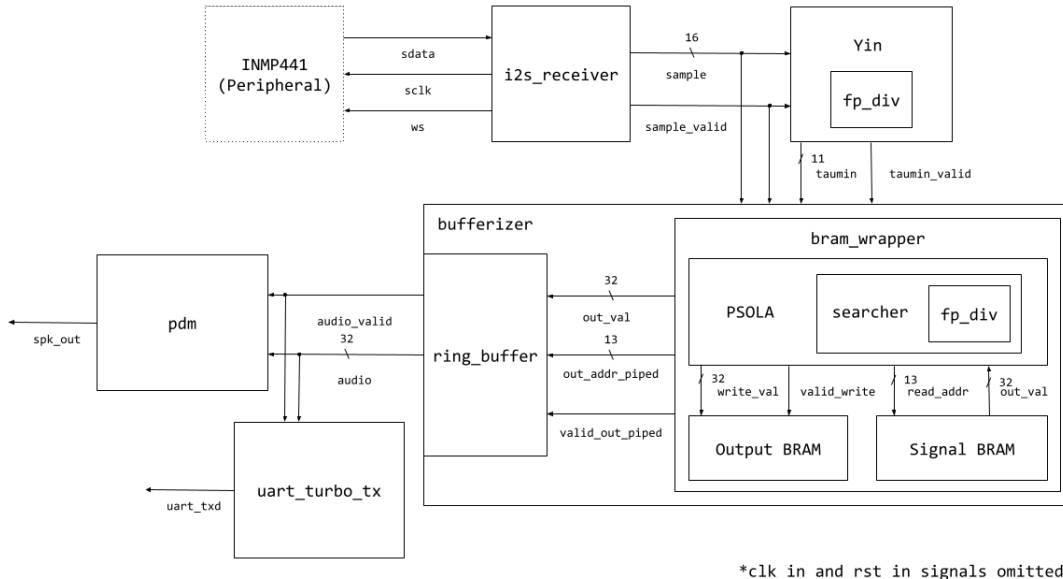 INMP441
(Peripheral)
sdata
sclk
ws
i2s_receiver
16
sample
sample_valid
Yin
fp_div
11
taumin
taumin_valid
bufferizer
bram_wrapper
PSOLA
searcher
fp_div
32
write_val
valid_write
13
read_addr
32
out_val
Output BRAM
Signal BRAM
32
out_val
13
out_addr_piped
valid_out_piped
ring_buffer
audio_valid
32
audio
pdm
spk_out
uart_turbo_tx
uart_txd
*clk in and rst in signals omitted